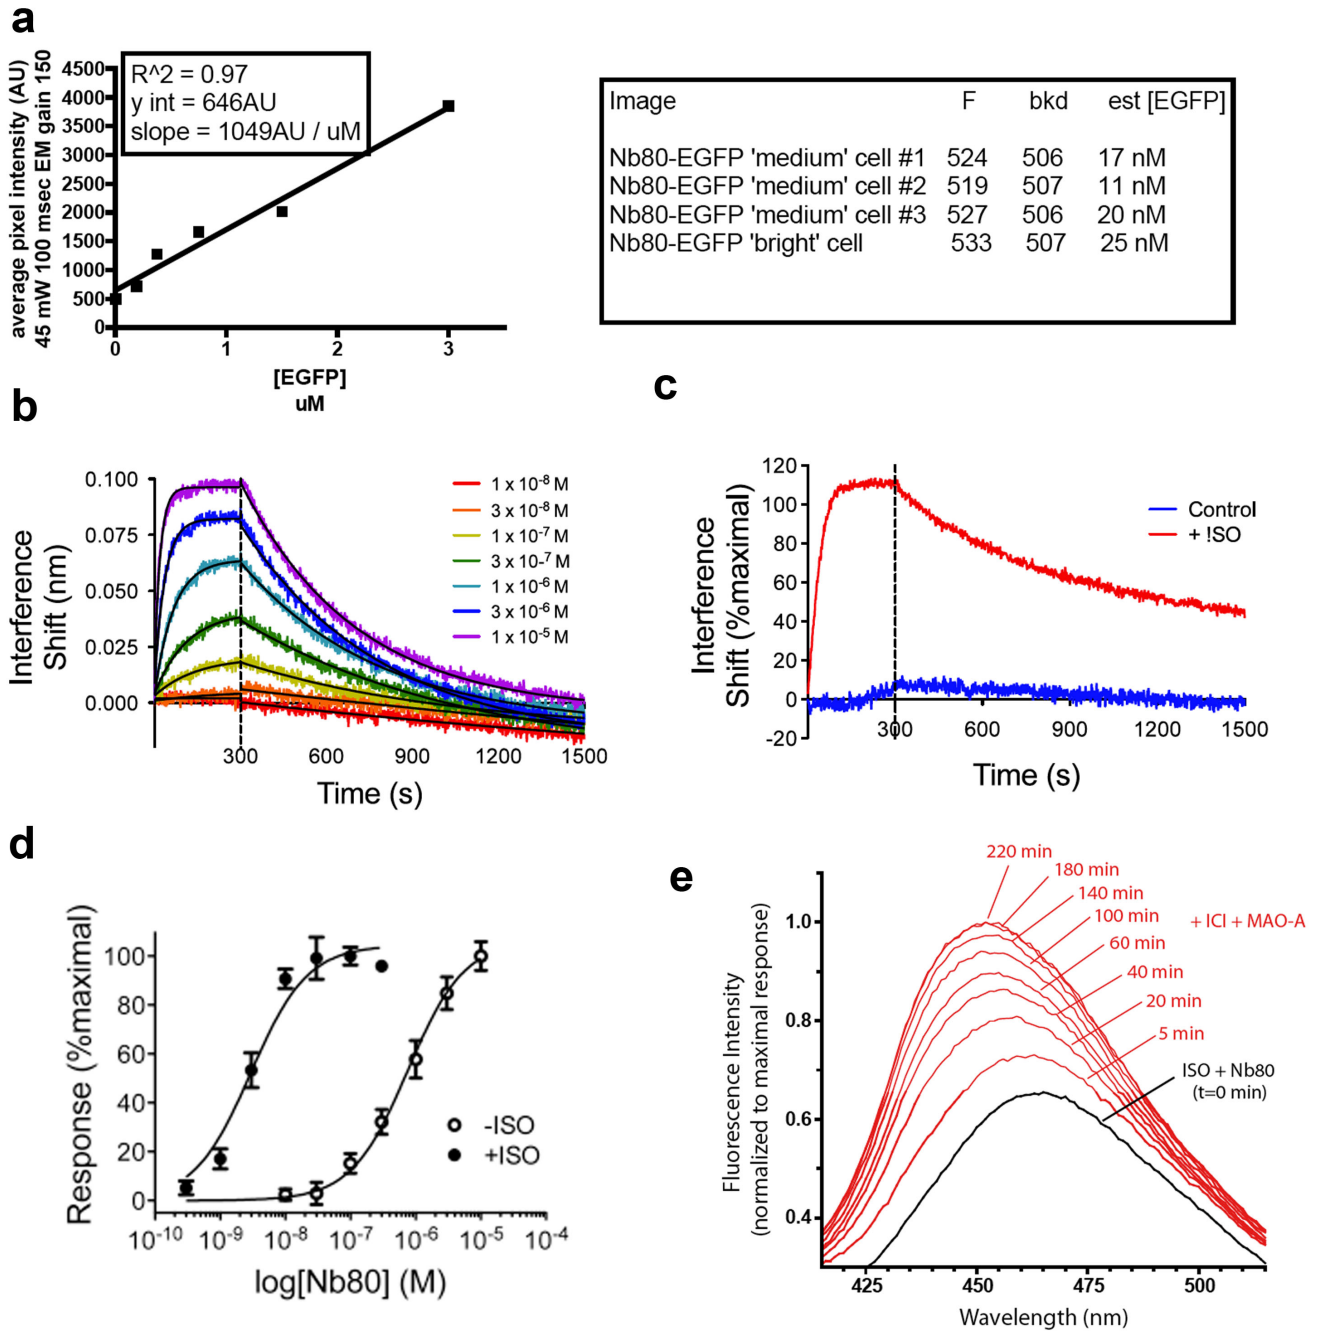 a
average pixel intensity (AU)
45 mW 100 msec EM gain 150
4500
4000
3500
3000
2500
2000
1500
1000
500
0
R^2 = 0.97
y int = 646AU
slope = 1049AU / uM
0 1 2 3
[EGFP]
uM
Image F bkd est [EGFP]
Nb80-EGFP 'medium' cell #1 524 506 17 nM
Nb80-EGFP 'medium' cell #2 519 507 11 nM
Nb80-EGFP 'medium' cell #3 527 506 20 nM
Nb80-EGFP 'bright' cell 533 507 25 nM
b
Interference
Shift (nm)
0.100
0.075
0.050
0.025
0.000
1 x 10-8 M
3 x 10-8 M
1 x 10-7 M
3 x 10-7 M
1 x 10-6 M
3 x 10-6 M
1 x 10-5 M
300 600 900 1200 1500
Time (s)
c
Interference
Shift (%maximal)
120
100
80
60
40
20
0
-20
Control
+ !SO
300 600 900 1200 1500
Time (s)
d
Response (%maximal)
100
80
60
40
20
0
-ISO
+ISO
10-10 10-9 10-8 10-7 10-6 10-5 10-4
log[Nb80] (M)
e
Fluorescence Intensity
(normalized to maximal response)
1.0
0.8
0.6
0.4
220 min
180 min
140 min
100 min
60 min
40 min
20 min
5 min
+ ICI + MAO-A
ISO + Nb80
(t=0 min)
425 450 475 500
Wavelength (nm)